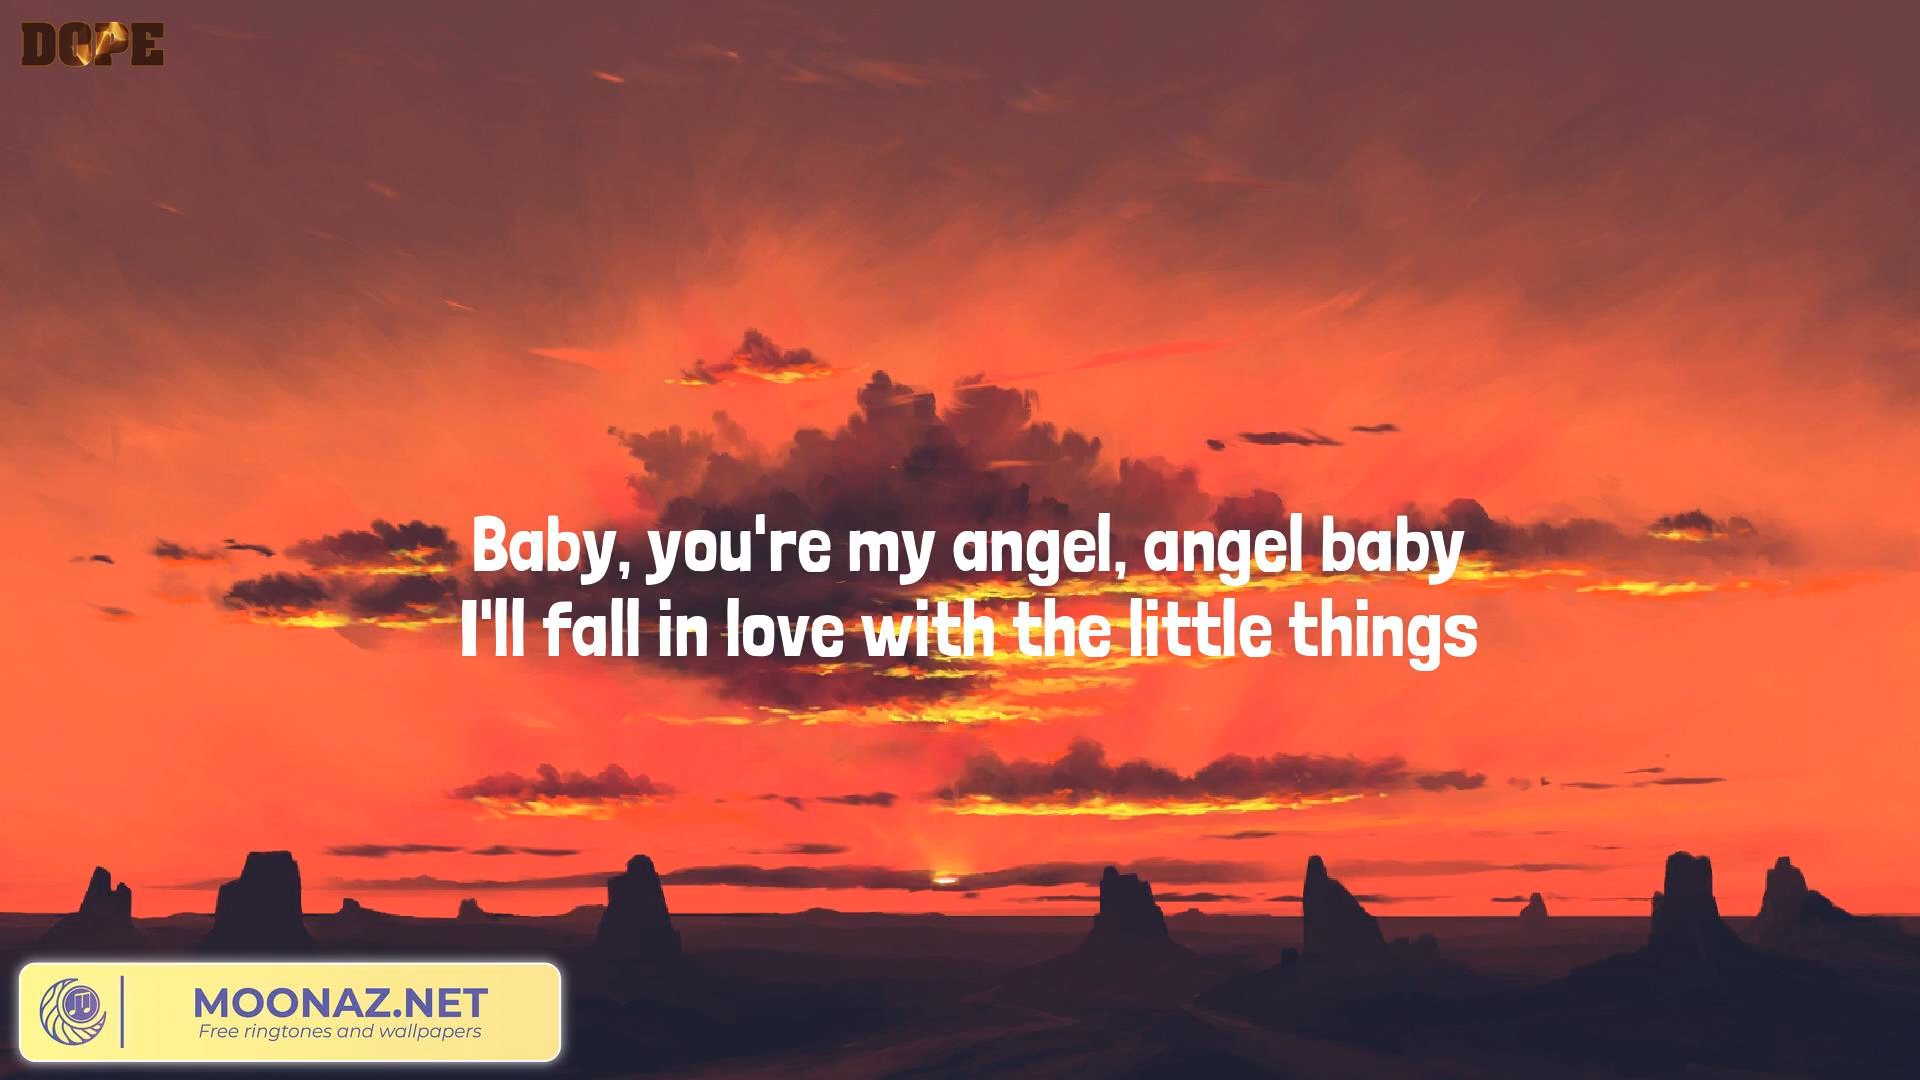 DOPE
Baby, you're my angel, angel baby
I'll fall in love with the little things
MOONAZ.NET
Free ringtones and wallpapers